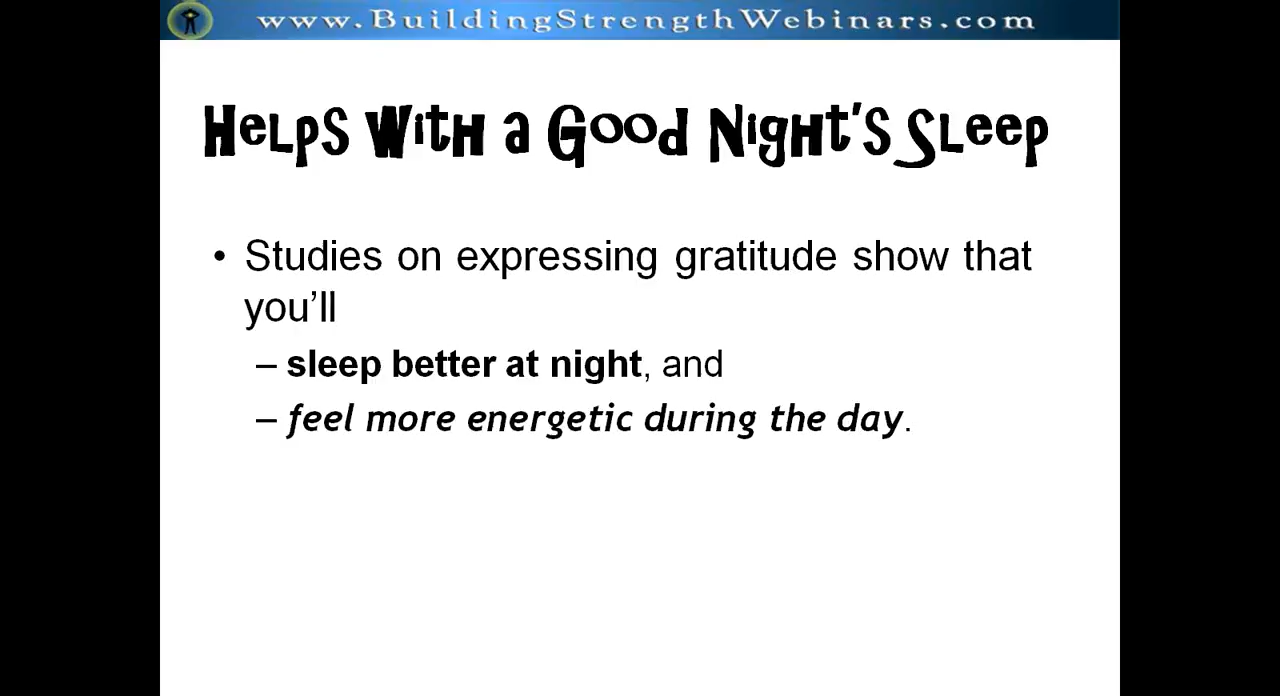 www.BuildingStrengthWebinars.com
Helps With a Good Night's Sleep
• Studies on expressing gratitude show that
you’ll
– sleep better at night, and
– feel more energetic during the day.